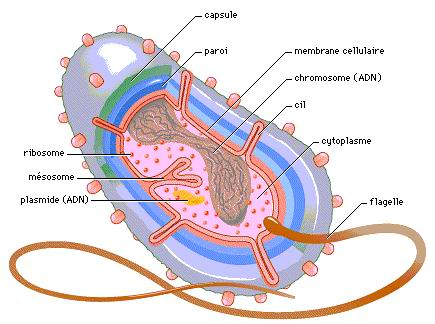 capsule
paroi
membrane cellulaire
chromosome (ADN)
cil
cytoplasme
ribosome
mésosome
plasmide (ADN)
flagelle